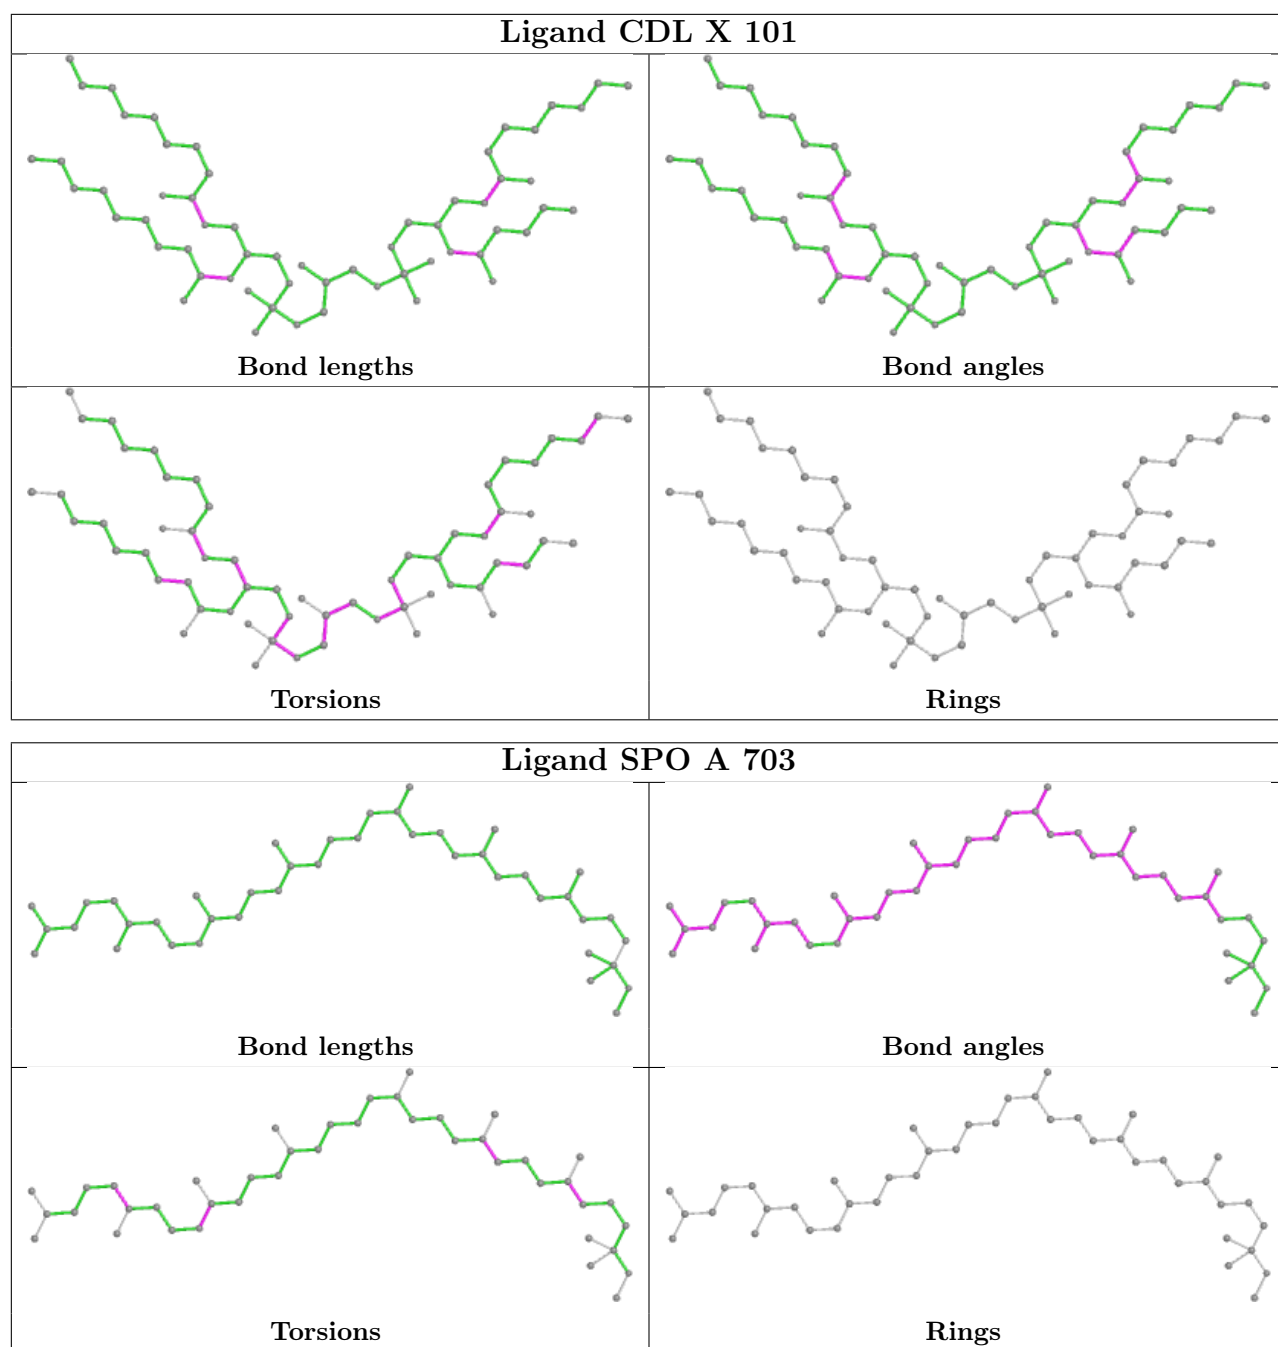 Ligand CDL X 101
Bond lengths
Bond angles
Torsions
Rings
Ligand SPO A 703
Bond lengths
Bond angles
Torsions
Rings